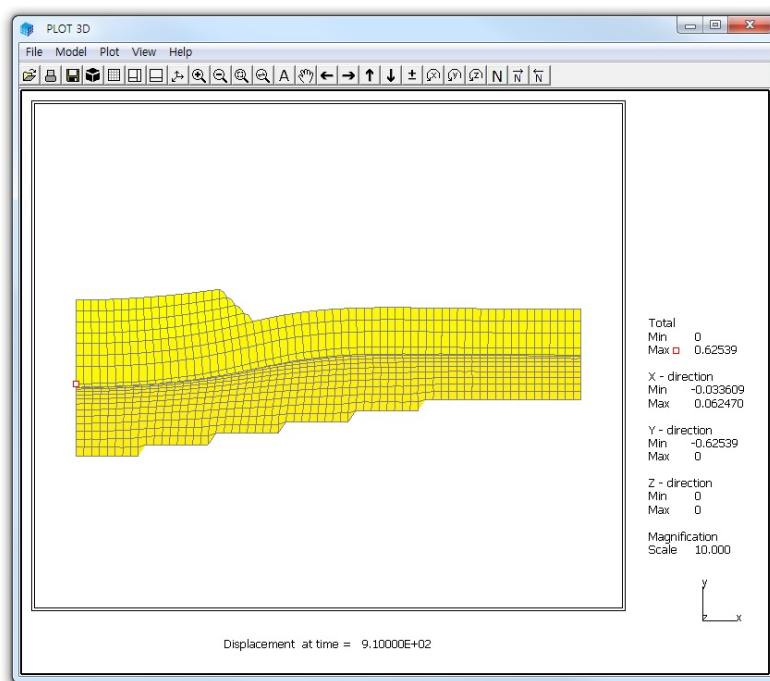 PLOT 3D
File Model Plot View Help
A N N N
Total
Min 0
Max 0.62539
X - direction
Min -0.033609
Max 0.062470
Y - direction
Min -0.62539
Max 0
Z - direction
Min 0
Max 0
Magnification
Scale 10.000
y
z x
Displacement at time = 9.10000E+02